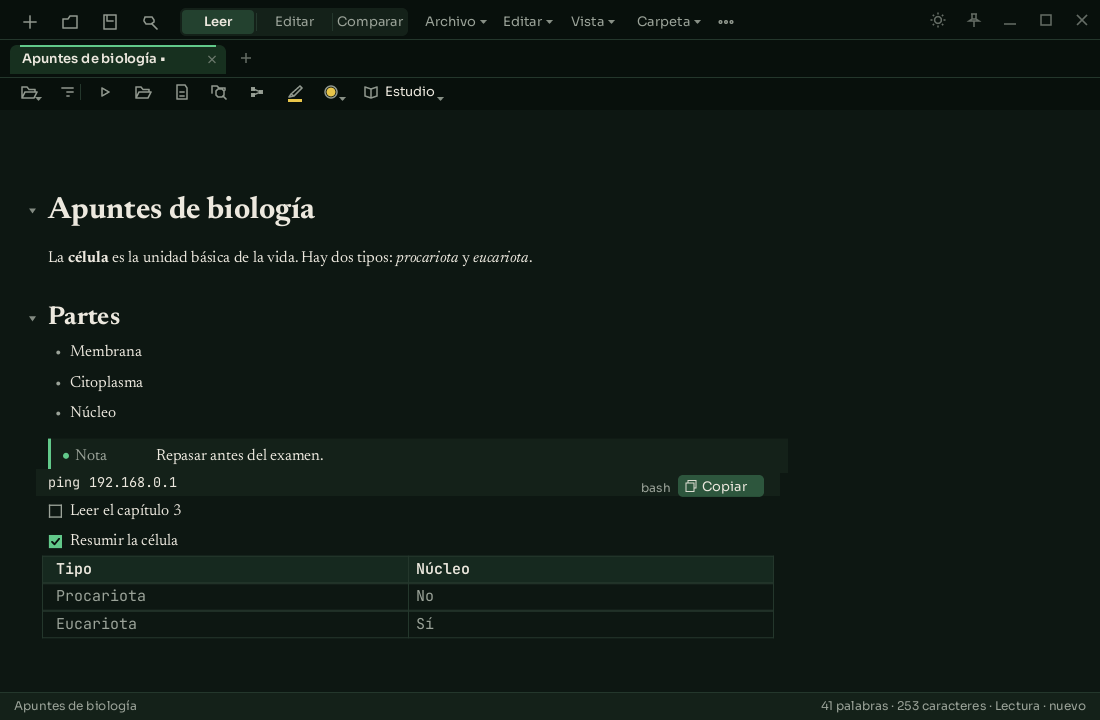 Leer Editar Comparar Archivo Editar Vista Carpeta
Apuntes de biología •
Estudio
Apuntes de biología
La célula es la unidad básica de la vida. Hay dos tipos: procariota y eucariota.
Partes
• Membrana
• Citoplasma
• Núcleo
Nota Repasar antes del examen.
ping 192.168.0.1 bash Copiar
Leer el capítulo 3
Resumir la célula
Tipo Núcleo
Procariota No
Eucariota Sí
Apuntes de biología 41 palabras · 253 caracteres · Lectura · nuevo